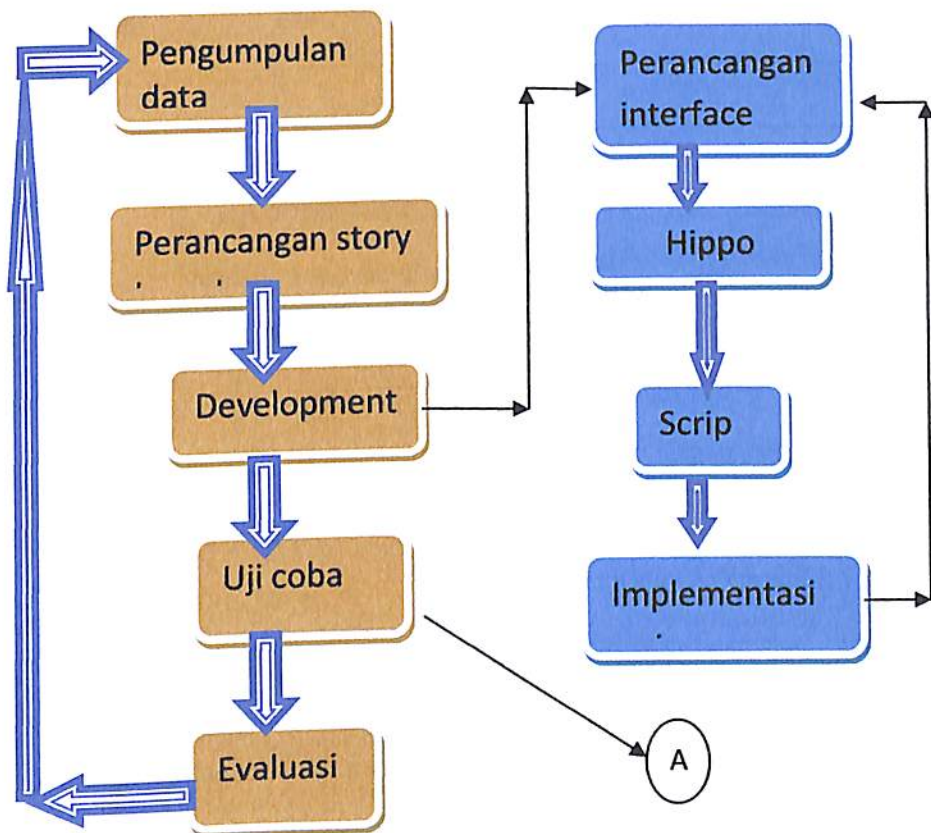 Pengumpulan
data
Perancangan story
Development
Uji coba
Evaluasi
Perancangan
interface
Hippo
Scrip
Implementasi
A